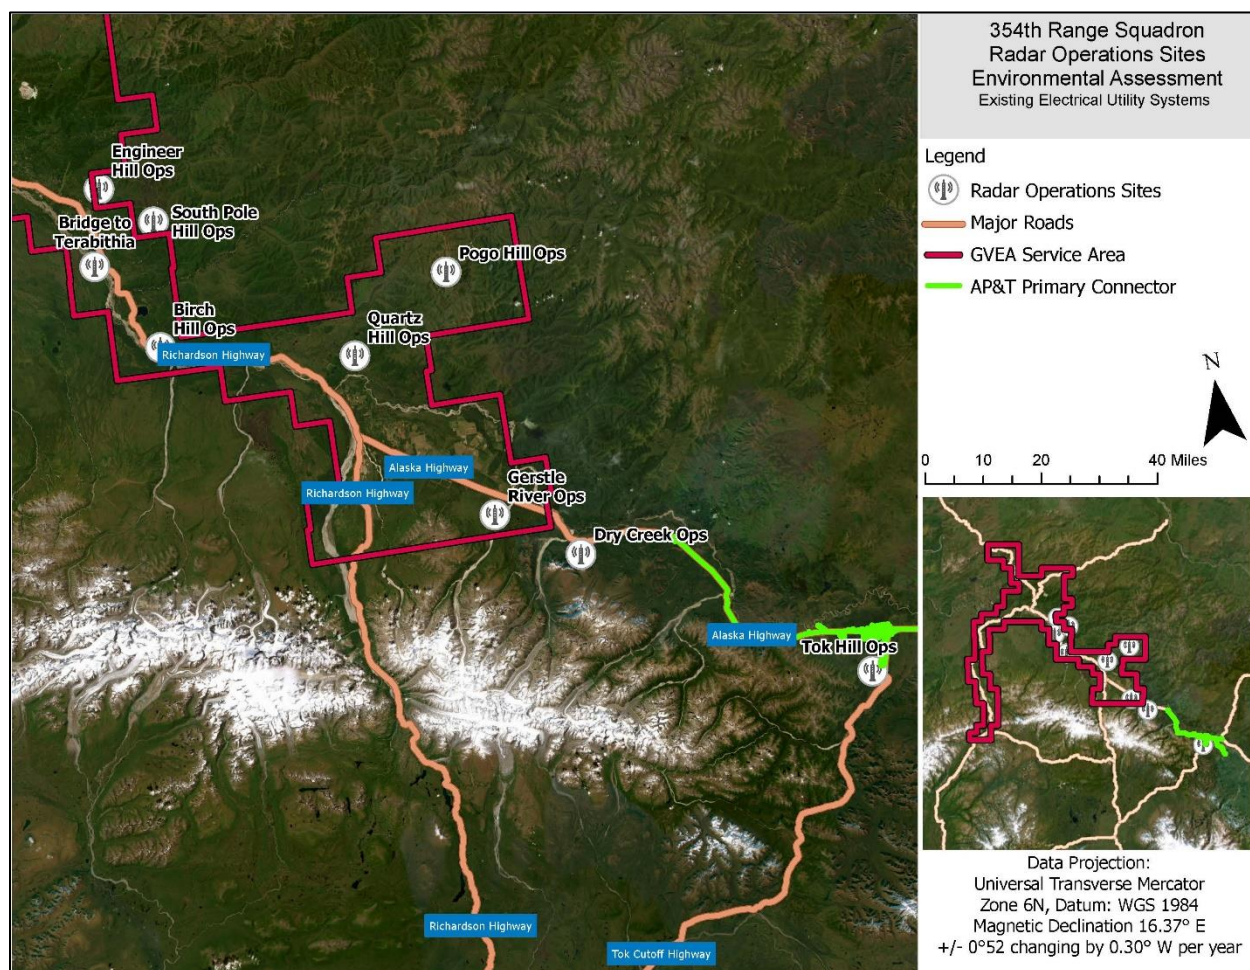 354th Range Squadron
Radar Operations Sites
Environmental Assessment
Existing Electrical Utility Systems
Legend
Radar Operations Sites
Major Roads
GVEA Service Area
AP&T Primary Connector
N
0 10 20 40 Miles
Engineer
Hill Ops
South Pole
Hill Ops
Bridge to
Terabithia
Pogo Hill Ops
Birch
Hill Ops
Quartz
Hill Ops
Richardson Highway
Alaska Highway
Richardson Highway
Gerstle
River Ops
Dry Creek Ops
Alaska Highway
Tok Hill Ops
Richardson Highway
Tok Cutoff Highway
Data Projection:
Universal Transverse Mercator
Zone 6N, Datum: WGS 1984
Magnetic Declination 16.37° E
+/- 0°52 changing by 0.30° W per year